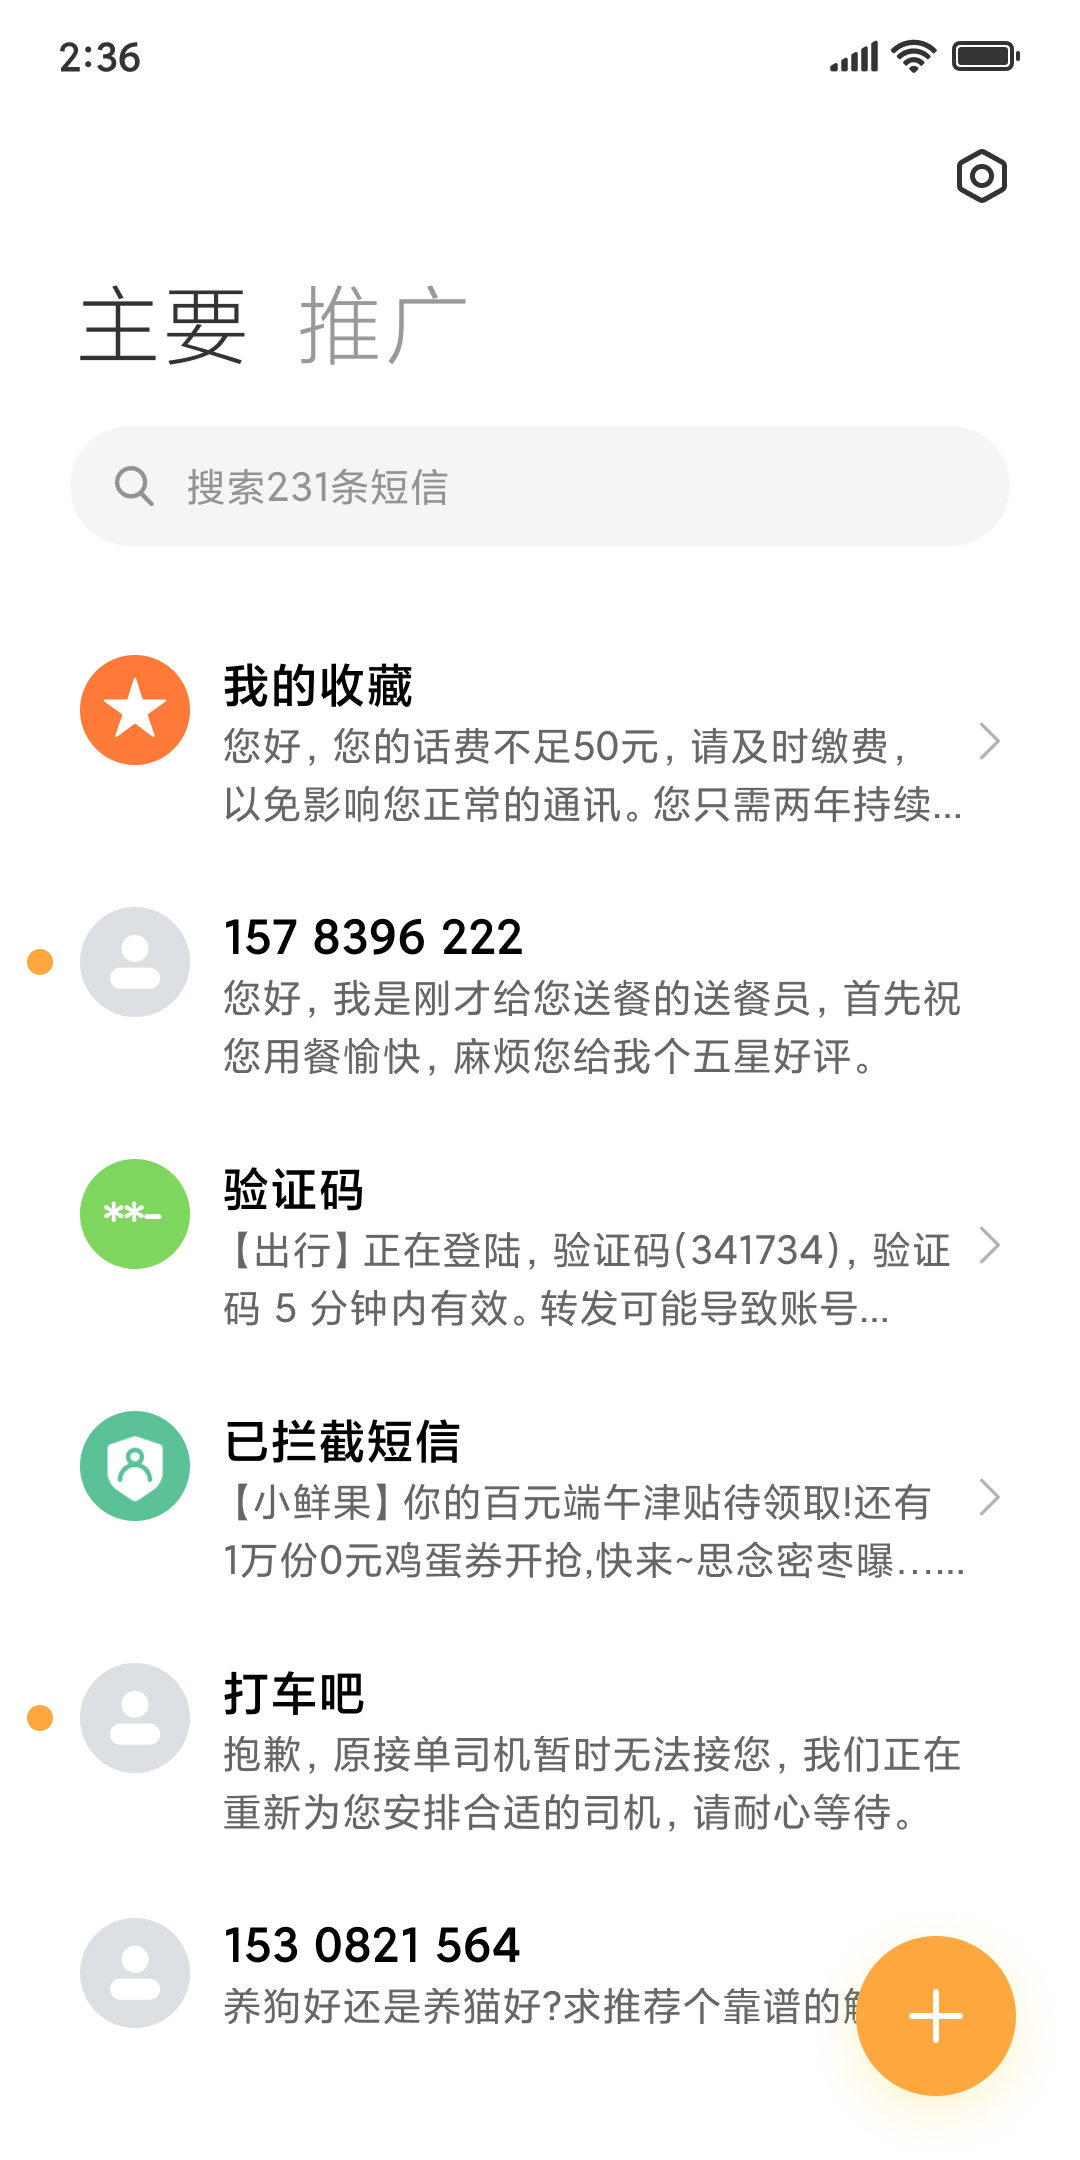 2:36
主要 推广
搜索231条短信
我的收藏
您好，您的话费不足50元，请及时缴费，
以免影响您正常的通讯。您只需两年持续...
157 8396 222
您好，我是刚才给您送餐的送餐员，首先祝
您用餐愉快，麻烦您给我个五星好评。
验证码
【出行】正在登陆，验证码(341734)，验证
码 5 分钟内有效。转发可能导致账号...
已拦截短信
【小鲜果】你的百元端午津贴待领取!还有
1万份0元鸡蛋券开抢,快来~思念密枣曝…...
打车吧
抱歉，原接单司机暂时无法接您，我们正在
重新为您安排合适的司机，请耐心等待。
153 0821 564
养狗好还是养猫好?求推荐个靠谱的